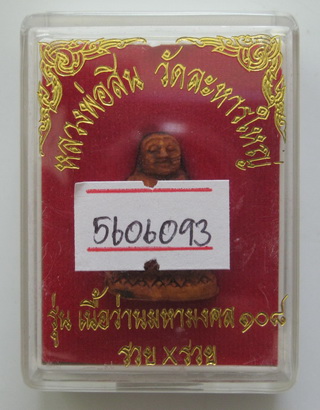 หลวงพ่อสิน วัดละหารใหญ่
5606093
รุ่น เนื้อว่านมหามงคล ๑๐๘
รวย X รวย